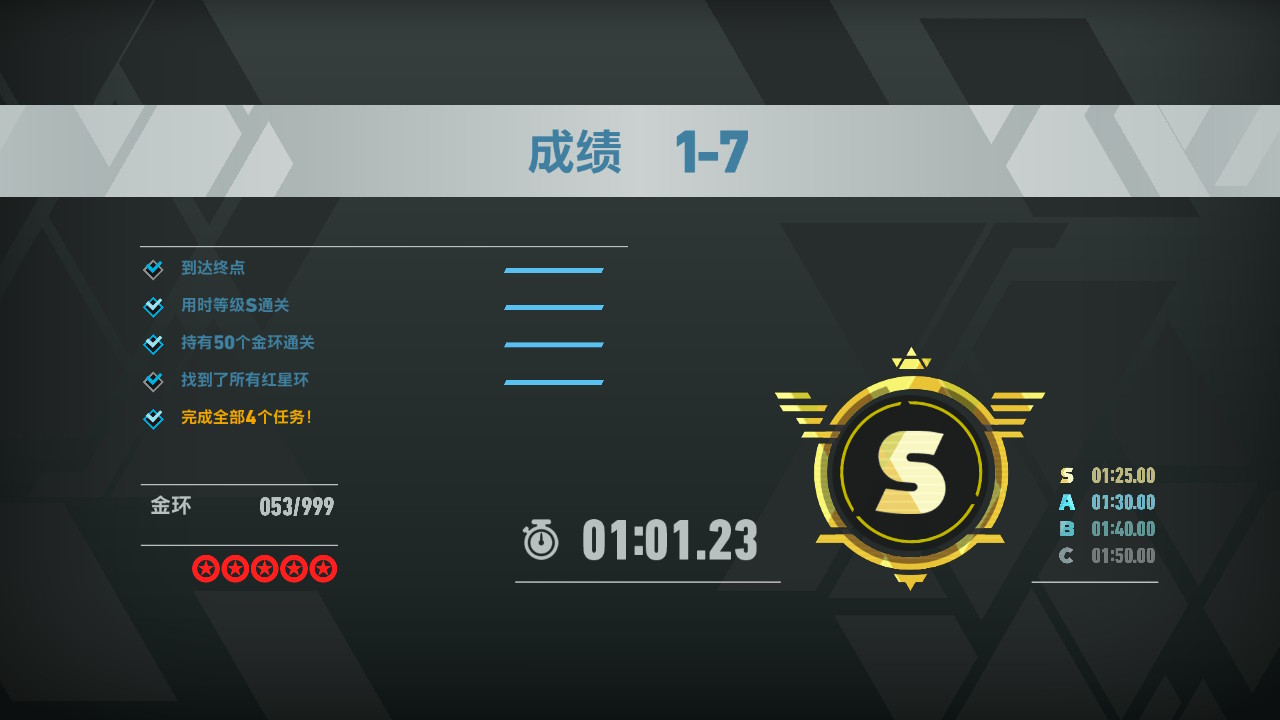 成绩 1-7
到达终点
用时等级S通关
持有50个金环通关
找到了所有红星环
完成全部4个任务!
金环 053/999
01:01.23
S
S 01:25.00
A 01:30.00
B 01:40.00
C 01:50.00